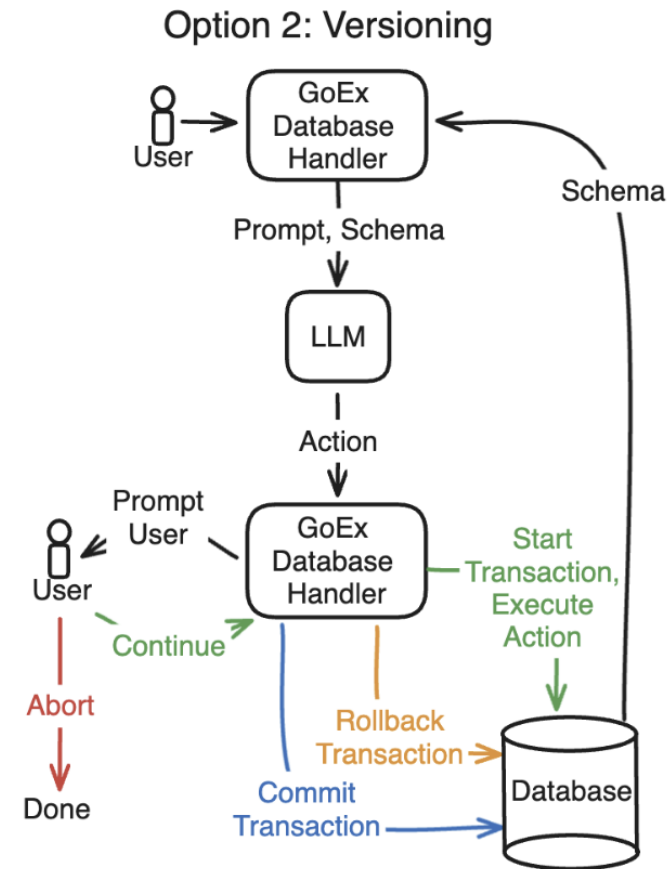 Option 2: Versioning
GoEx
Database
Handler
User
Schema
Prompt, Schema
LLM
Action
Prompt
User
GoEx
Database
Handler
Start
Transaction,
Execute
Action
User
Continue
Abort
Rollback
Transaction
Database
Commit
Transaction
Done